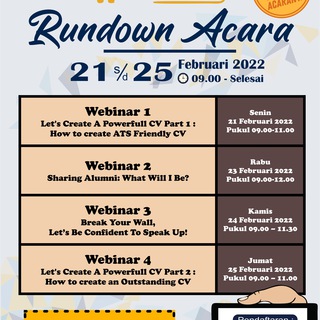 ACARANYA
Rundown Acara
21 s/d 25 Februari 2022
09.00 - Selesai
Webinar 1
Let's Create A Powerfull CV Part 1 :
How to create ATS Friendly CV
Senin
21 Februari 2022
Pukul 09.00-11.00
Webinar 2
Sharing Alumni: What Will I Be?
Rabu
23 Februari 2022
Pukul 09.00-12.00
Webinar 3
Break Your Wall,
Let's Be Confident To Speak Up!
Kamis
24 Februari 2022
Pukul 09.00 – 11.30
Webinar 4
Let's Create A Powerfull CV Part 2 :
How to create an Outstanding CV
Jumat
25 Februari 2022
Pukul 09.00 – 11.00
Pendaftaran :